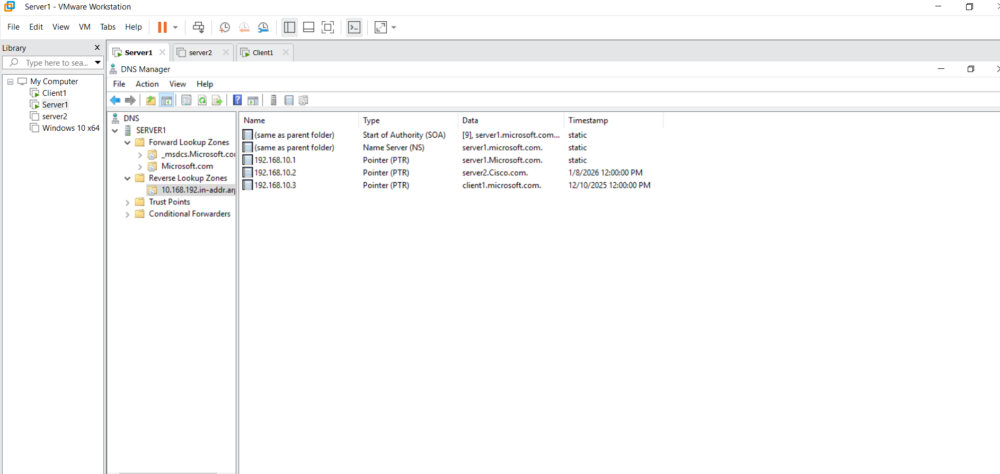 Server1 - VMware Workstation
File Edit View VM Tabs Help
Library
Type here to sea...
My Computer
Client1
Server1
server2
Windows 10 x64
Server1 server2 Client1
DNS Manager
File Action View Help
DNS
SERVER1
Forward Lookup Zones
_msdcs.Microsoft.co
Microsoft.com
Reverse Lookup Zones
10.168.192.in-addr.ar
Trust Points
Conditional Forwarders
Name Type Data Timestamp
(same as parent folder) Start of Authority (SOA) [9], server1.microsoft.com... static
(same as parent folder) Name Server (NS) server1.microsoft.com. static
192.168.10.1 Pointer (PTR) server1.Microsoft.com. static
192.168.10.2 Pointer (PTR) server2.Cisco.com. 1/8/2026 12:00:00 PM
192.168.10.3 Pointer (PTR) client1.microsoft.com. 12/10/2025 12:00:00 PM